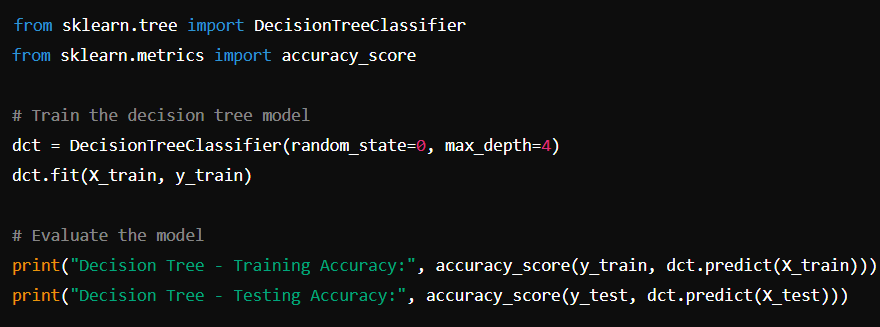 from sklearn.tree import DecisionTreeClassifier
from sklearn.metrics import accuracy_score
# Train the decision tree model
dct = DecisionTreeClassifier(random_state=0, max_depth=4)
dct.fit(X_train, y_train)
# Evaluate the model
print("Decision Tree - Training Accuracy:", accuracy_score(y_train, dct.predict(X_train)))
print("Decision Tree - Testing Accuracy:", accuracy_score(y_test, dct.predict(X_test)))